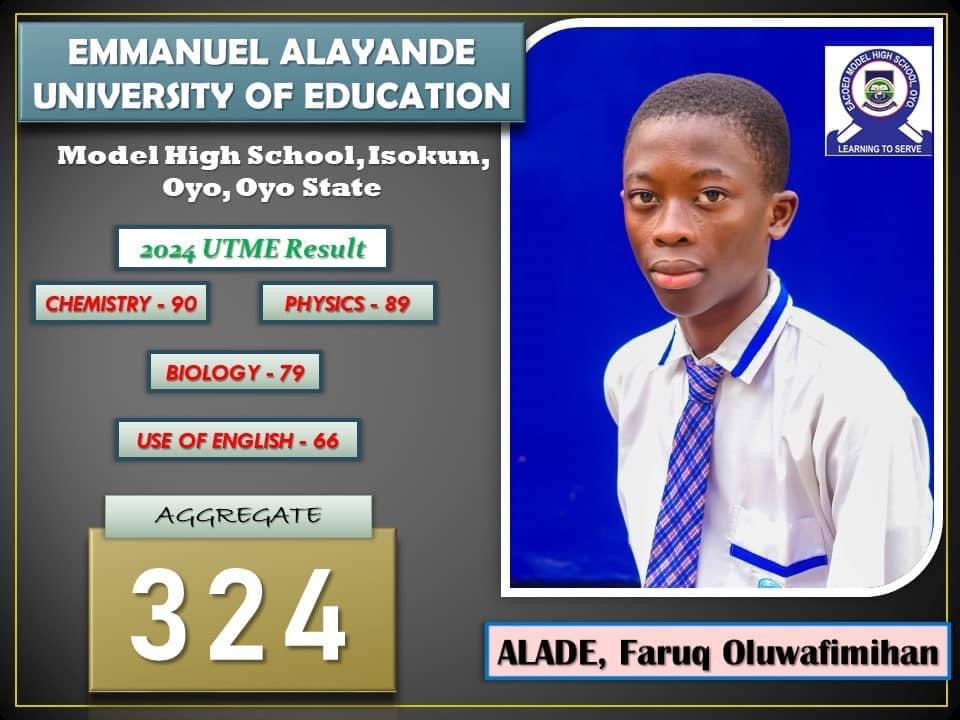 EMMANUEL ALAYANDE
UNIVERSITY OF EDUCATION
Model High School, Isokun,
Oyo, Oyo State
2024 UTME Result
CHEMISTRY - 90
PHYSICS - 89
BIOLOGY - 79
USE OF ENGLISH - 66
AGGREGATE
324
EACOED MODEL HIGH SCHOOL OYO
LEARNING TO SERVE
ALADE, Faruq Oluwafimihan